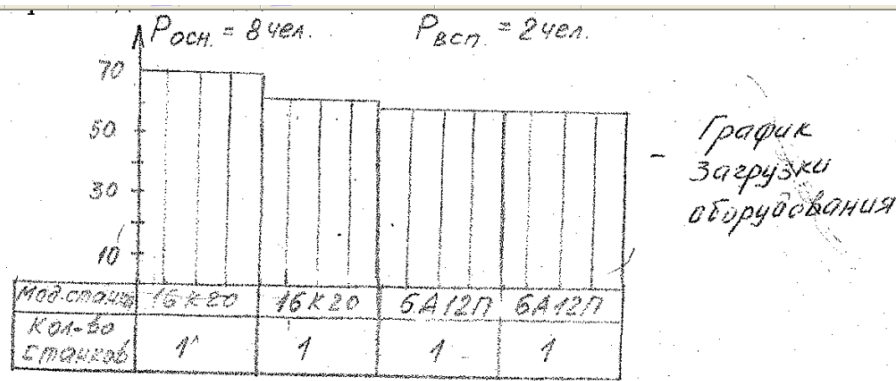 Pосн. = 8 чел. Pвсп. = 2 чел.
70
50
30
10
График
загрузки
оборудования
Мод. станк 16К20 16К20 6А12П 6А12П
Кол-во
станков 1 1 1 1